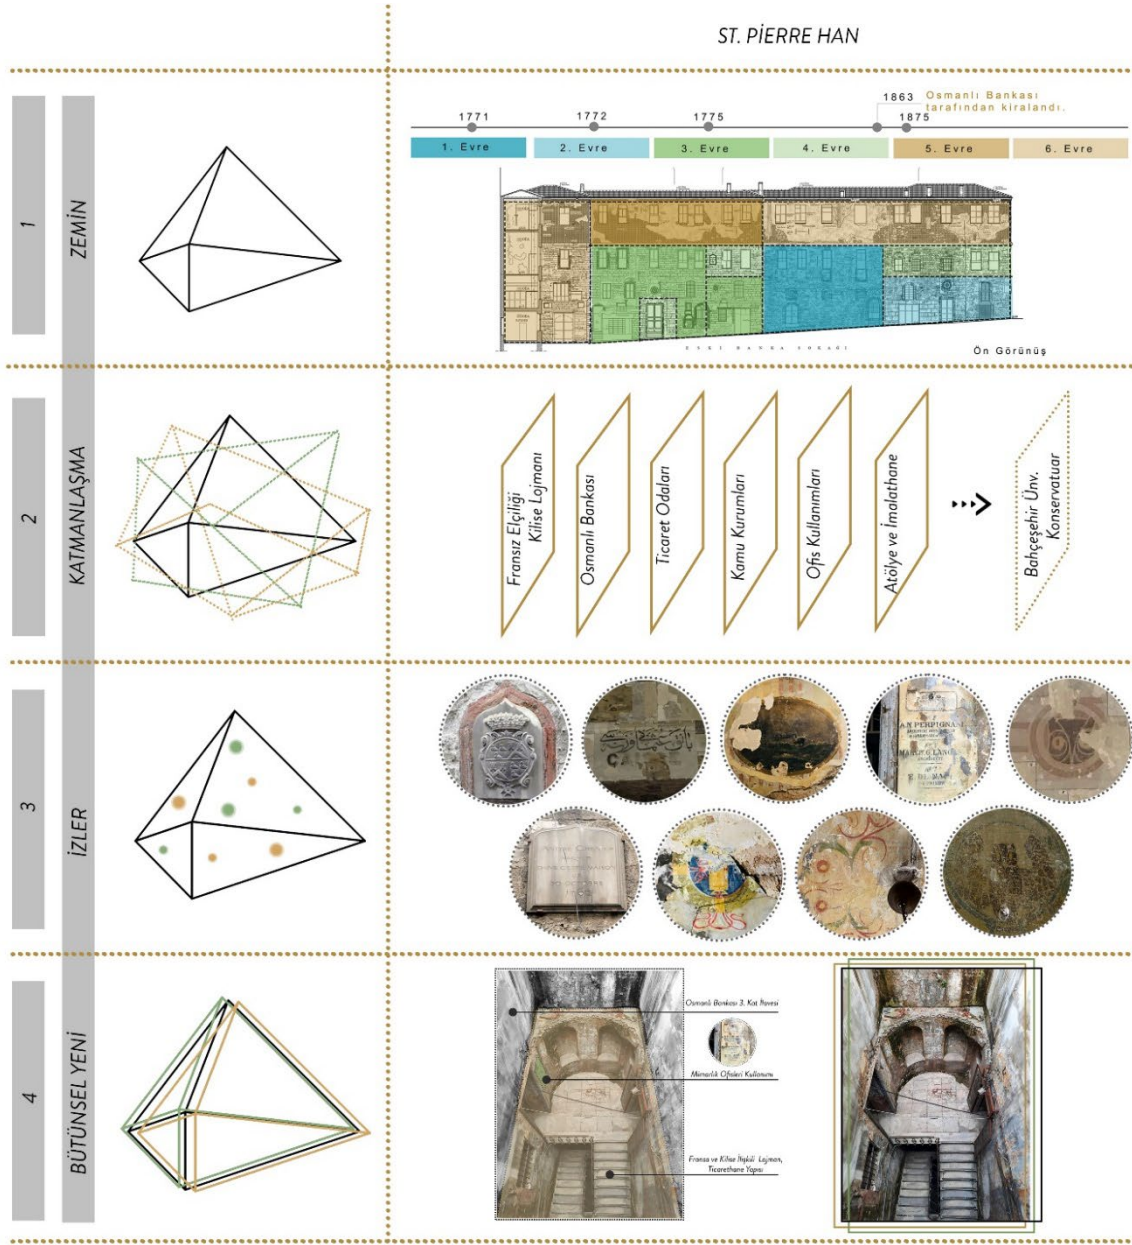 ST. PİERRE HAN
1
ZEMİN
1771
1772
1775
1863
Osmanlı Bankası
tarafından kiralandı.
1875
1. Evre
2. Evre
3. Evre
4. Evre
5. Evre
6. Evre
ESKİ BANKA SOKAĞI
Ön Görünüş
2
KATMANLAŞMA
Fransız Elçiliği
Kilise Lojmanı
Osmanlı Bankası
Ticaret Odaları
Kamu Kurumları
Ofis Kullanımları
Atölye ve İmalathane
Bahçeşehir Ünv.
Konservatuar
3
İZLER
4
BÜTÜNSEL YENİ
Osmanlı Bankası 3. Kat İlavesi
Mimarlık Ofisleri Kullanımı
Fransa ve Kilise İlişkili Lojman,
Ticarethane Yapısı